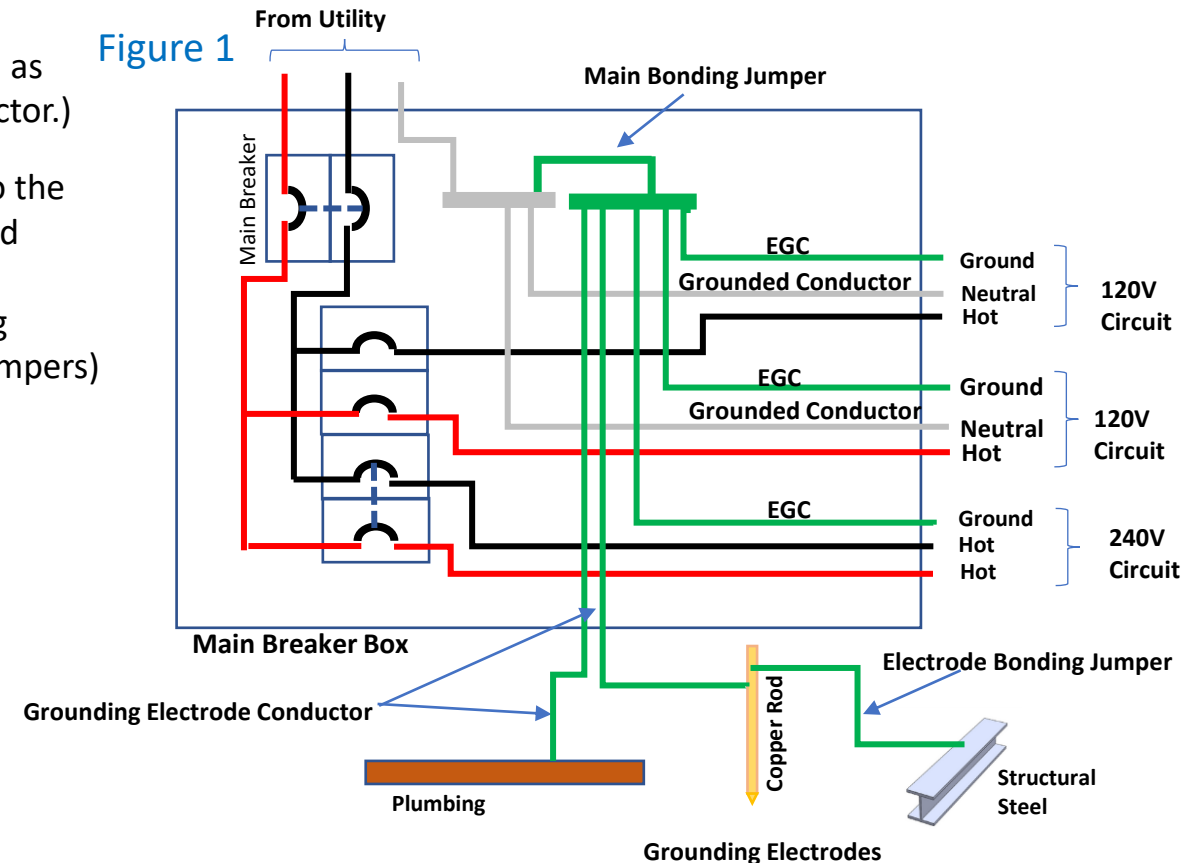 as
ctor.)
o the
d
g
mpers)
Figure 1
From Utility
Main Bonding Jumper
Main Breaker
EGC
Ground
Grounded Conductor
Neutral
Hot
120V
Circuit
EGC
Ground
Grounded Conductor
Neutral
Hot
120V
Circuit
EGC
Ground
Hot
Hot
240V
Circuit
Main Breaker Box
Electrode Bonding Jumper
Grounding Electrode Conductor
Copper Rod
Plumbing
Structural
Steel
Grounding Electrodes